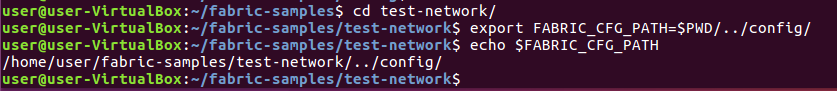 user@user-VirtualBox:~/fabric-samples$ cd test-network/
user@user-VirtualBox:~/fabric-samples/test-network$ export FABRIC_CFG_PATH=$PWD/../config/
user@user-VirtualBox:~/fabric-samples/test-network$ echo $FABRIC_CFG_PATH
/home/user/fabric-samples/test-network/../config/
user@user-VirtualBox:~/fabric-samples/test-network$